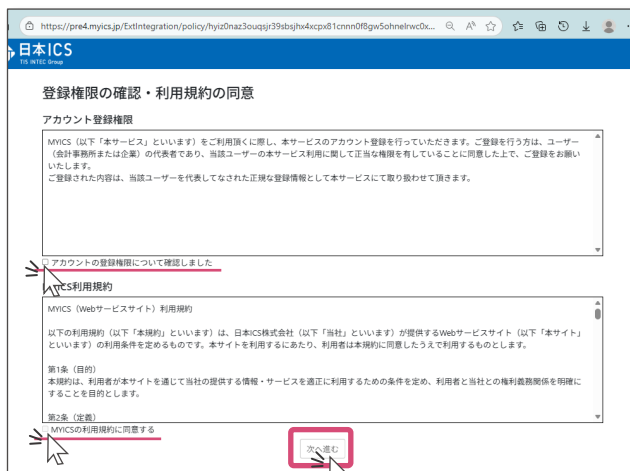 https://pre4.myics.jp/ExtIntegration/policy/hyiz0naz3ouqsjr39sbsjhx4xcpx81cnnn0f8gw5ohnelrwc0x...
日本ICS
TIS INTEC Group
登録権限の確認・利用規約の同意
アカウント登録権限
MYICS（以下「本サービス」といいます）をご利用頂くに際し、本サービスのアカウント登録を行っていただきます。ご登録を行う方は、ユーザー
（会計事務所または企業）の代表者であり、当該ユーザーの本サービス利用に関して正当な権限を有していることに同意した上で、ご登録をお願い
いたします。
ご登録された内容は、当該ユーザーを代表してなされた正規な登録情報として本サービスにて取り扱わせて頂きます。
アカウントの登録権限について確認しました
ICS利用規約
MYICS（Webサービスサイト）利用規約
以下の利用規約（以下「本規約」といいます）は、日本ICS株式会社（以下「当社」といいます）が提供するWebサービスサイト（以下「本サイト」
といいます）の利用条件を定めるものです。本サイトを利用するにあたり、利用者は本規約に同意したうえで利用するものとします。
第1条（目的）
本規約は、利用者が本サイトを通じて当社の提供する情報・サービスを適正に利用するための条件を定め、利用者と当社との権利義務関係を明確に
することを目的とします。
第2条（定義）
MYICSの利用規約に同意する
次へ進む